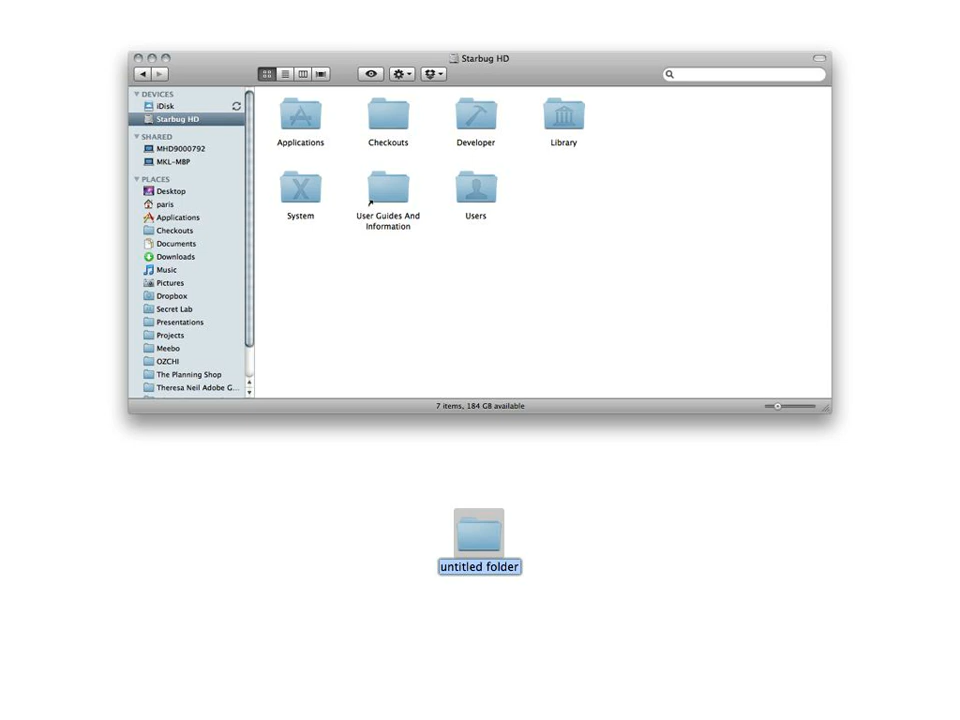 Starbug HD
DEVICES
iDisk
Starbug HD
SHARED
MHD9000792
MKL-MBP
PLACES
Desktop
paris
Applications
Checkouts
Documents
Downloads
Music
Pictures
Dropbox
Secret Lab
Presentations
Projects
Meebo
OZCHI
The Planning Shop
Theresa Neil Adobe G...
Applications
Checkouts
Developer
Library
System
User Guides And
Information
Users
7 items, 184 GB available
untitled folder